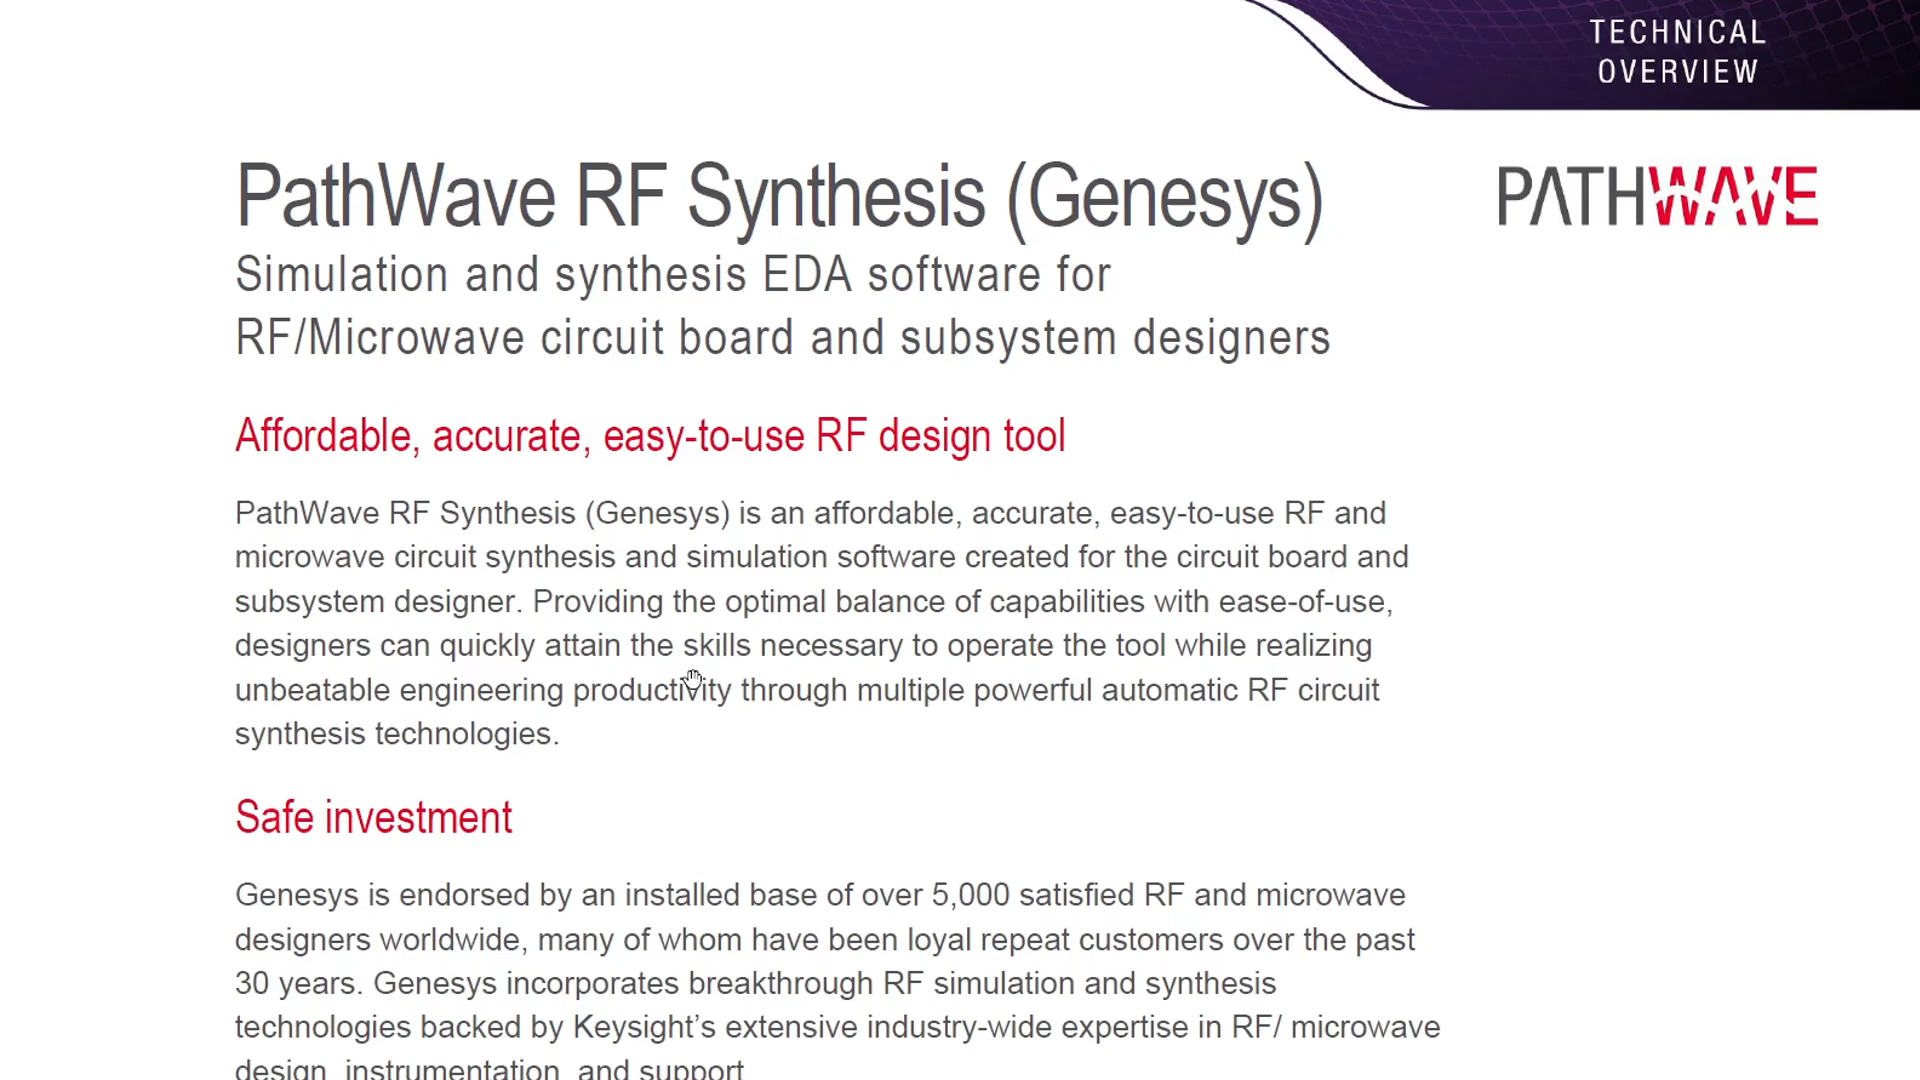 TECHNICAL
OVERVIEW
PathWave RF Synthesis (Genesys)
PATHWAVE
Simulation and synthesis EDA software for
RF/Microwave circuit board and subsystem designers
Affordable, accurate, easy-to-use RF design tool
PathWave RF Synthesis (Genesys) is an affordable, accurate, easy-to-use RF and
microwave circuit synthesis and simulation software created for the circuit board and
subsystem designer. Providing the optimal balance of capabilities with ease-of-use,
designers can quickly attain the skills necessary to operate the tool while realizing
unbeatable engineering productivity through multiple powerful automatic RF circuit
synthesis technologies.
Safe investment
Genesys is endorsed by an installed base of over 5,000 satisfied RF and microwave
designers worldwide, many of whom have been loyal repeat customers over the past
30 years. Genesys incorporates breakthrough RF simulation and synthesis
technologies backed by Keysight’s extensive industry-wide expertise in RF/ microwave
design, instrumentation, and support